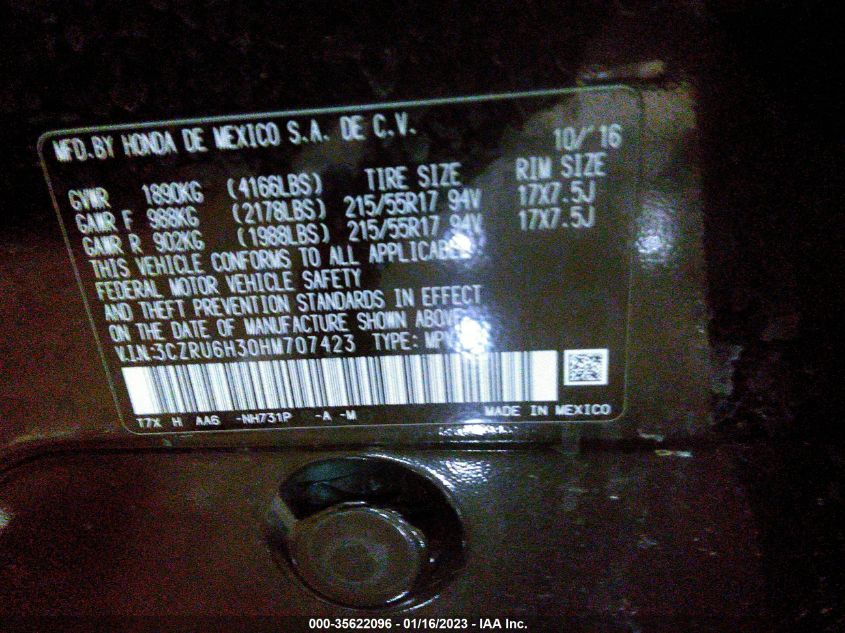 MFD.BY HONDA DE MEXICO S.A. DE C.V. 10/'16
TIRE SIZE RIM SIZE
GVWR 1890KG (4166LBS)
GAWR F 988KG (2178LBS) 215/55R17 94V 17X7.5J
GAWR R 902KG (1988LBS) 215/55R17 94V 17X7.5J
THIS VEHICLE CONFORMS TO ALL APPLICABLE
FEDERAL MOTOR VEHICLE SAFETY
AND THEFT PREVENTION STANDARDS IN EFFECT
ON THE DATE OF MANUFACTURE SHOWN ABOVE.
V.I.N:3CZRU6H30HM707423 TYPE: MPV
T7X H AA6 -NH731P -A -M MADE IN MEXICO
000-35622096 - 01/16/2023 - IAA Inc.